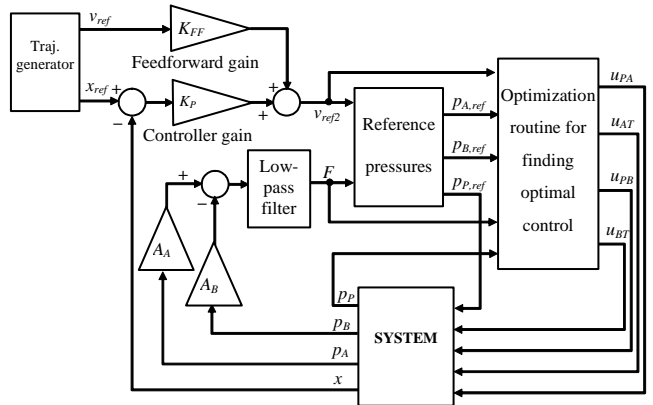 v_ref
K_FF
Traj.
generator
Feedforward gain
x_ref
+
−
K_P
Controller gain
+
+
v_ref2
Reference
pressures
p_A,ref
p_B,ref
p_P,ref
Optimization
routine for
finding
optimal
control
u_PA
u_AT
u_PB
u_BT
+
−
Low-
pass
filter
F
A_A
A_B
p_P
p_B
p_A
x
SYSTEM